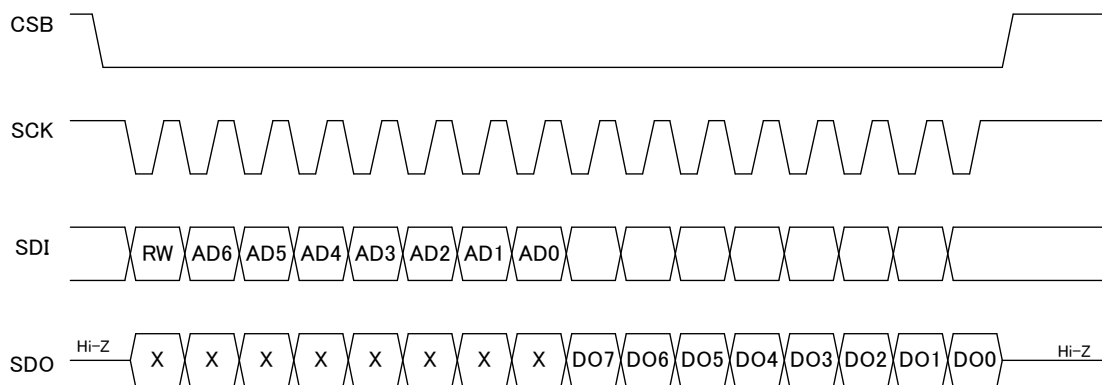 CSB
SCK
SDI RW AD6 AD5 AD4 AD3 AD2 AD1 AD0
SDO Hi-Z X X X X X X X X DO7 DO6 DO5 DO4 DO3 DO2 DO1 DO0 Hi-Z